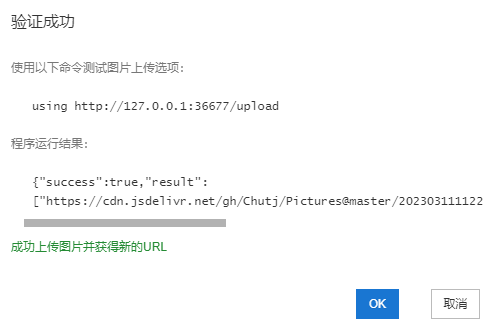 验证成功
使用以下命令测试图片上传选项:
using http://127.0.0.1:36677/upload
程序运行结果:
{"success":true,"result":
["https://cdn.jsdelivr.net/gh/Chutj/Pictures@master/202303111122
成功上传图片并获得新的URL
OK 取消